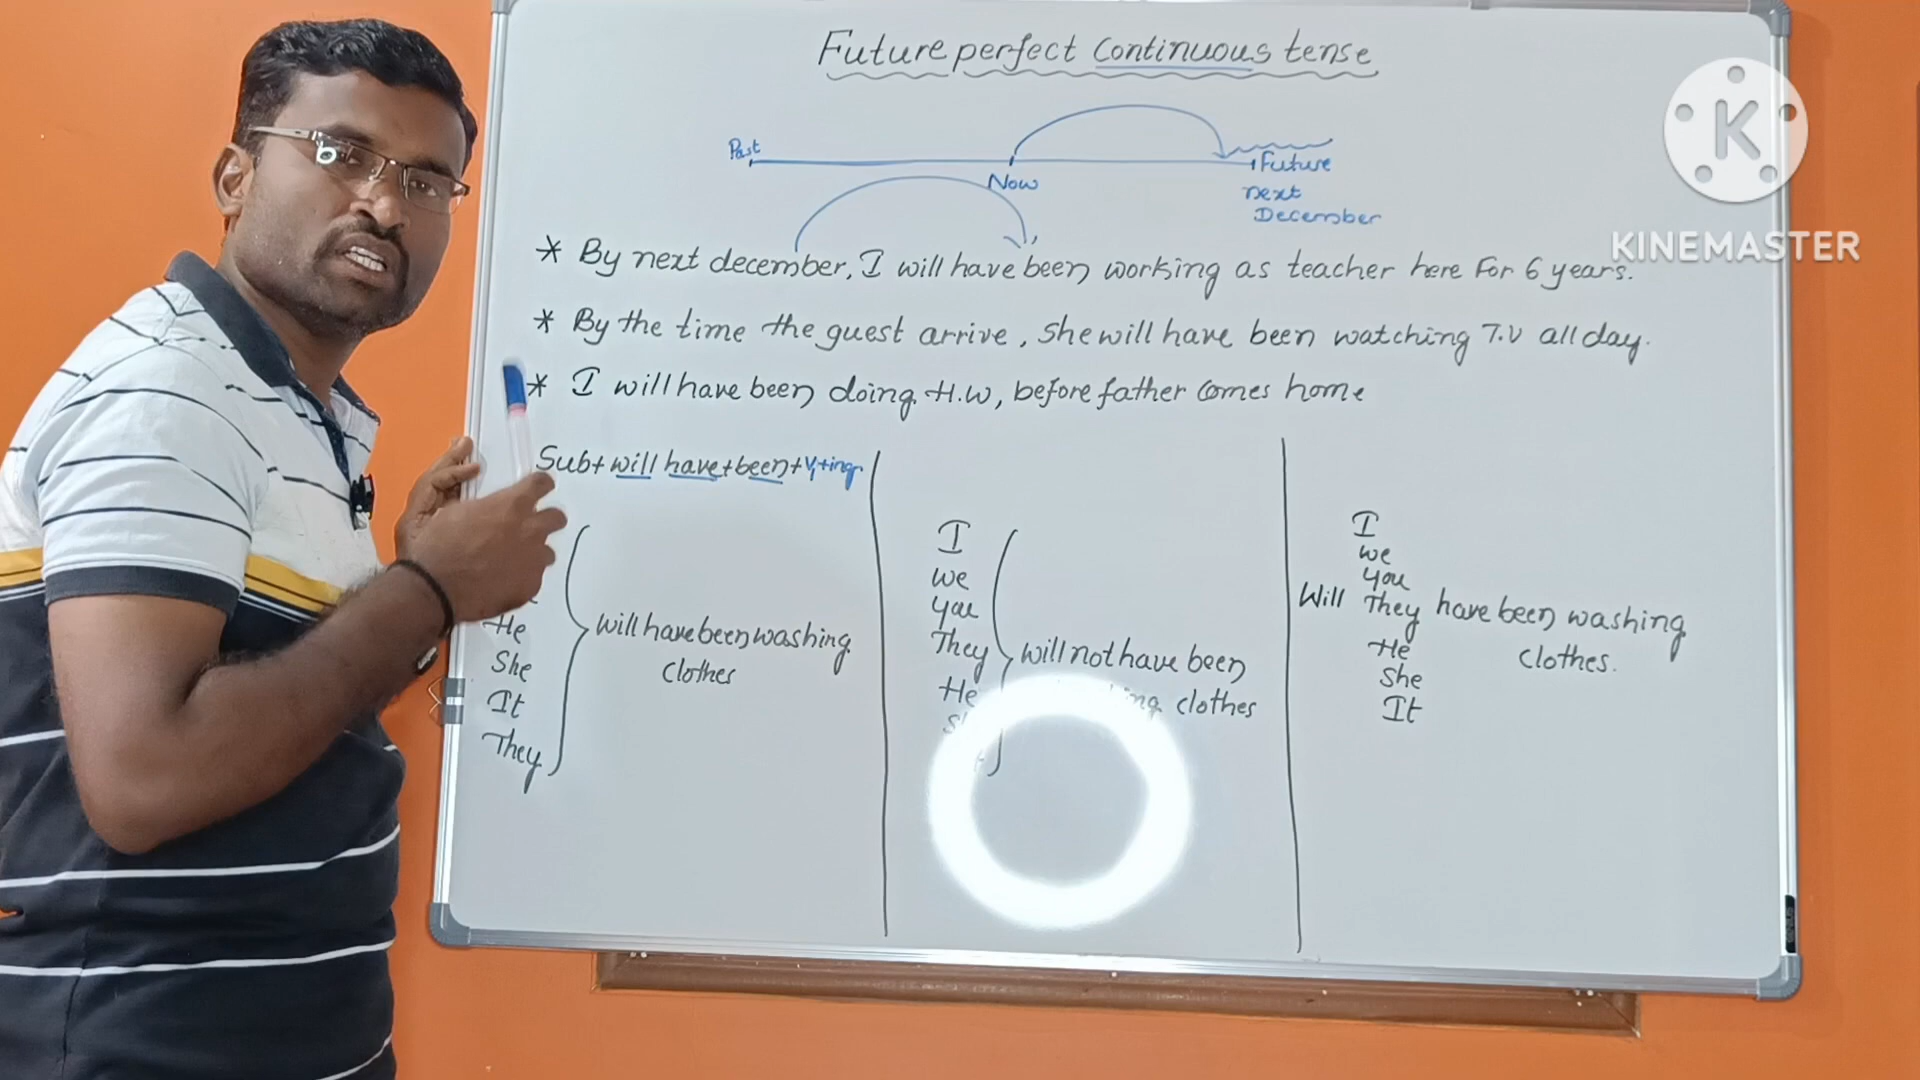 Future perfect continuous tense
Past
Now
Future
next
December
KINEMASTER
* By next december, I will have been working as teacher here For 6 years.
* By the time the guest arrive, she will have been watching T.V all day.
* I will have been doing H.W, before father comes home
Sub+ will have+been+V1+ing.
He
She
It
They
will have been washing
clothes
I
we
you
They
He
will not have been
clothes
Will
I
we
you
They
He
She
It
have been washing
clothes.